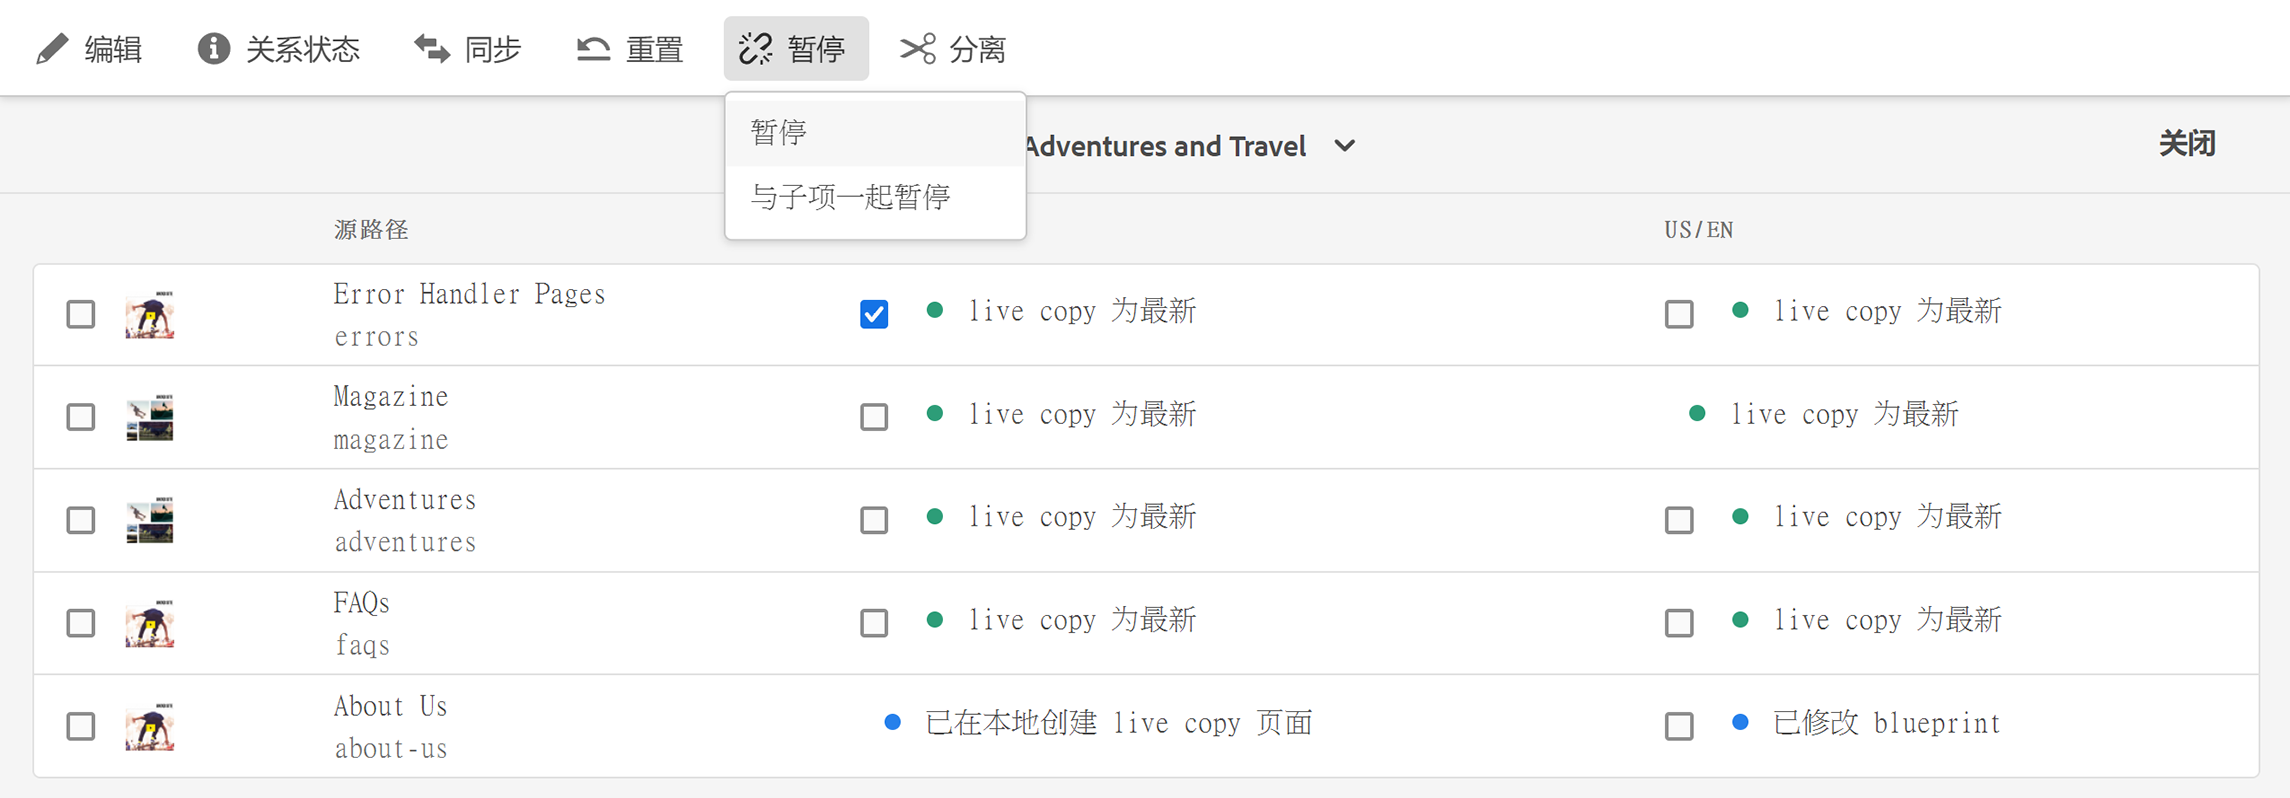 编辑 关系状态 同步 重置 暂停 分离
暂停
Adventures and Travel 关闭
与子项一起暂停
源路径 US/EN
Error Handler Pages
errors
live copy 为最新 live copy 为最新
Magazine
magazine
live copy 为最新 live copy 为最新
Adventures
adventures
live copy 为最新 live copy 为最新
FAQs
faqs
live copy 为最新 live copy 为最新
About Us
about-us
已在本地创建 live copy 页面 已修改 blueprint